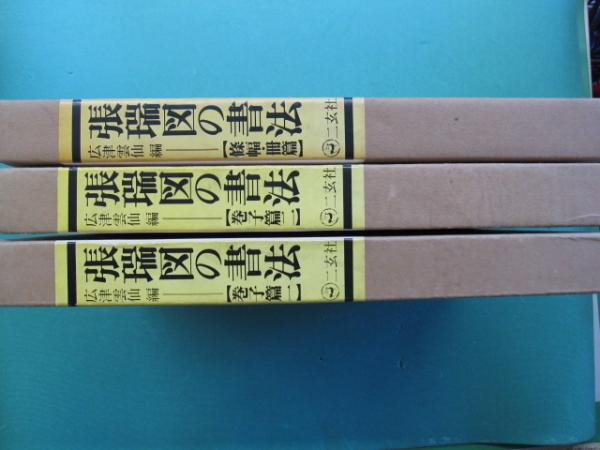 張瑞図の書法
広津雲仙編
【條幅 冊篇】
二玄社
張瑞図の書法
広津雲仙編
【巻子篇二】
二玄社
張瑞図の書法
広津雲仙編
【巻子篇一】
二玄社